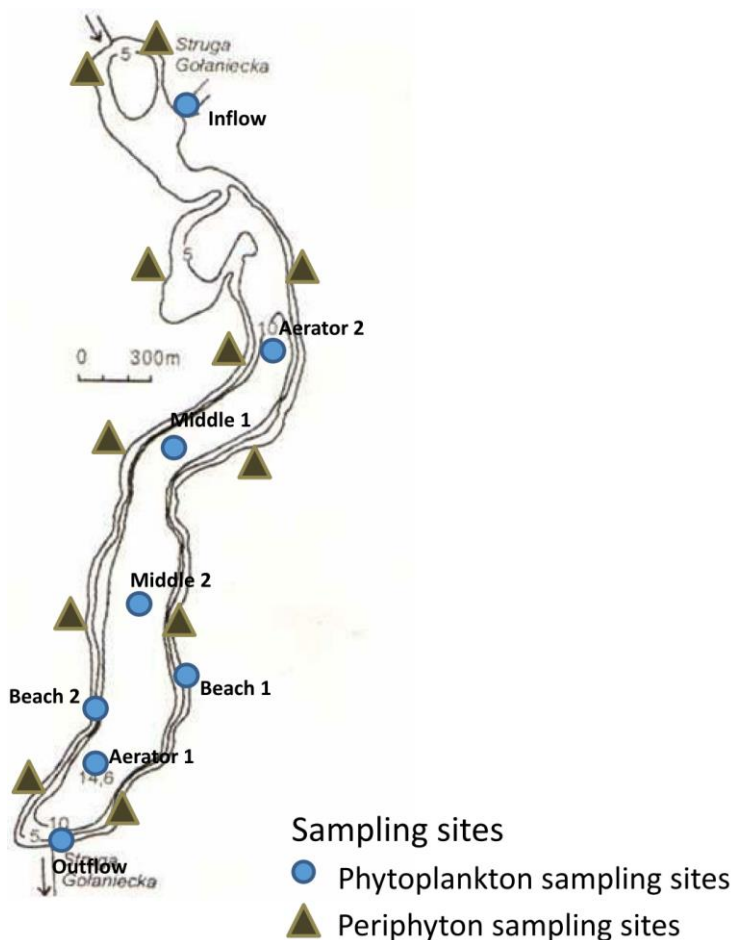 5
Struga
Gołaniecka
Inflow
5
10
Aerator 2
0 300m
Middle 1
Middle 2
Beach 1
Beach 2
Aerator 1
14,6
10
5
Outflow
Struga
Gołaniecka
Sampling sites
Phytoplankton sampling sites
Periphyton sampling sites